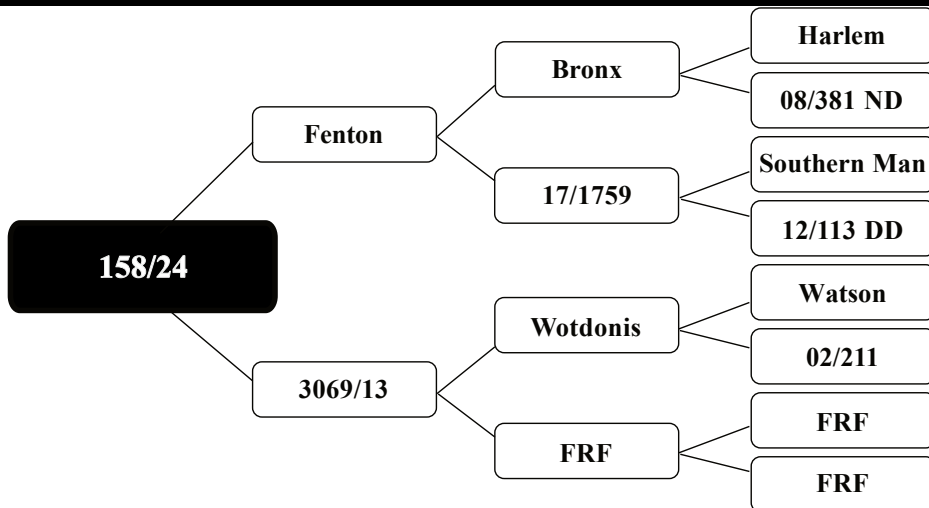 Harlem
Bronx
08/381 ND
Fenton
Southern Man
17/1759
12/113 DD
158/24
Watson
Wotdonis
02/211
3069/13
FRF
FRF
FRF